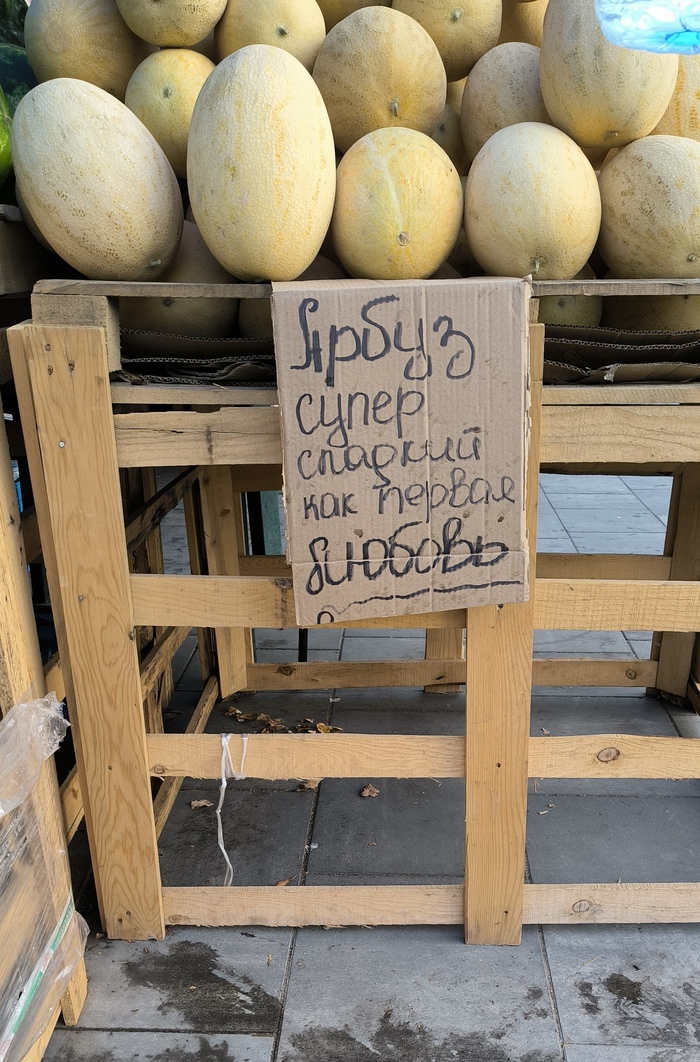 Арбуз
супер
сладкий
как первая
любовь